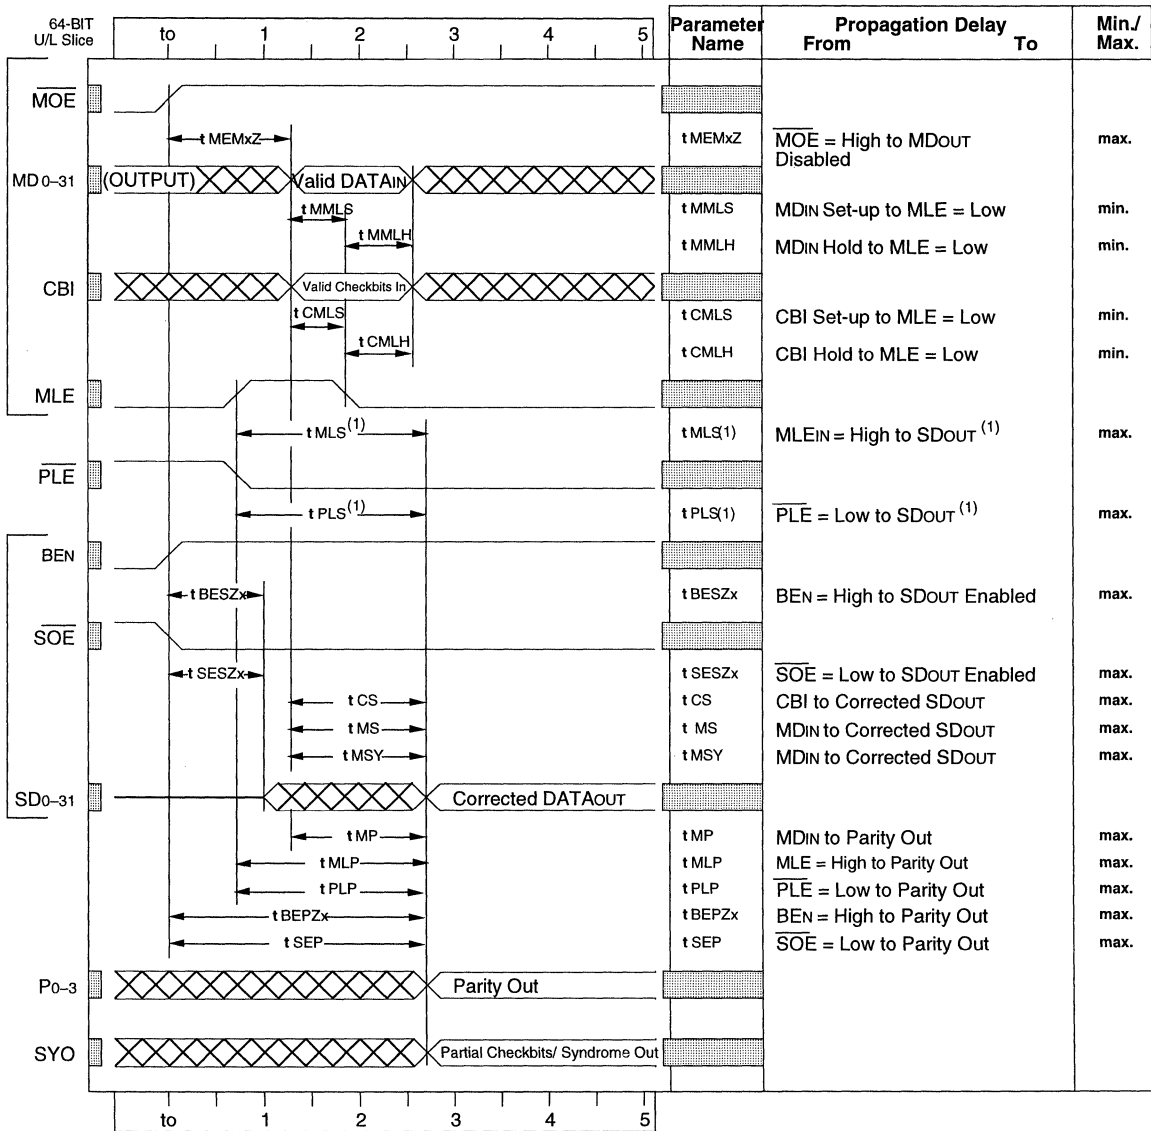 64-BIT
U/L Slice
to 1 2 3 4 5
Parameter Name
Propagation Delay
From To
Min./
Max.
MOE
t MEMxZ
t MEMxZ MOE = High to MDOUT Disabled max.
MD 0–31
(OUTPUT)
Valid DATAIN
t MMLS
t MMLS MDIN Set-up to MLE = Low min.
t MMLH
t MMLH MDIN Hold to MLE = Low min.
CBI
Valid Checkbits In
t CMLS
t CMLS CBI Set-up to MLE = Low min.
t CMLH
t CMLH CBI Hold to MLE = Low min.
MLE
t MLS(1)
t MLS(1) MLEIN = High to SDOUT (1) max.
PLE
t PLS(1)
t PLS(1) PLE = Low to SDOUT (1) max.
BEN
t BESZx
t BESZx BEN = High to SDOUT Enabled max.
SOE
t SESZx
t SESZx SOE = Low to SDOUT Enabled max.
t CS
t CS CBI to Corrected SDOUT max.
t MS
t MS MDIN to Corrected SDOUT max.
t MSY
t MSY MDIN to Corrected SDOUT max.
SD0–31
Corrected DATAOUT
t MP
t MP MDIN to Parity Out max.
t MLP
t MLP MLE = High to Parity Out max.
t PLP
t PLP PLE = Low to Parity Out max.
t BEPZx
t BEPZx BEN = High to Parity Out max.
t SEP
t SEP SOE = Low to Parity Out max.
P0–3
Parity Out
SYO
Partial Checkbits/ Syndrome Out
to 1 2 3 4 5